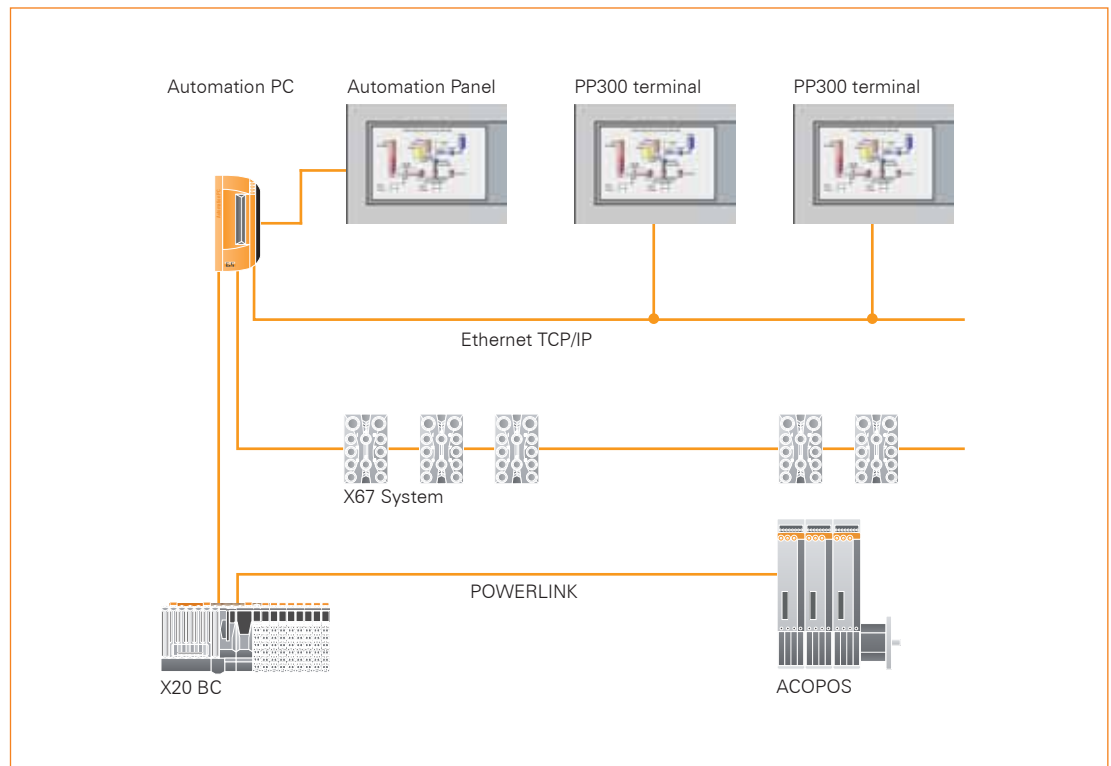 Automation PC
Automation Panel
PP300 terminal
PP300 terminal
Ethernet TCP/IP
X67 System
POWERLINK
X20 BC
ACOPOS